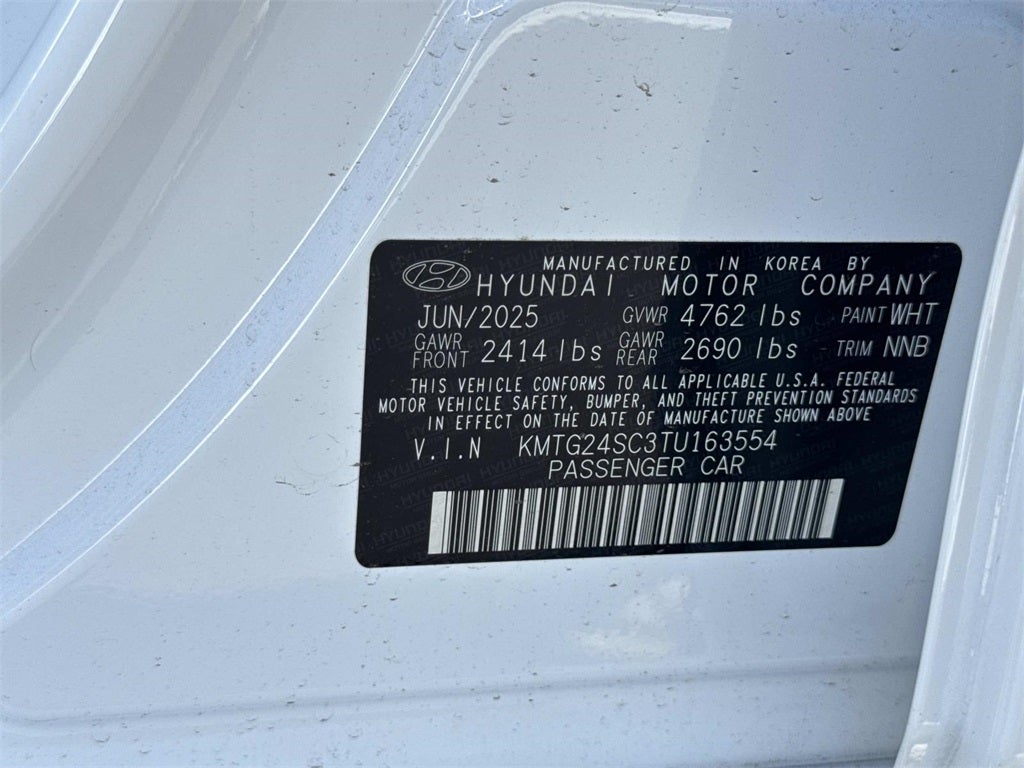 MANUFACTURED IN KOREA BY
HYUNDAI MOTOR COMPANY
JUN/2025 GVWR 4762 lbs PAINT WHT
GAWR FRONT 2414 lbs GAWR REAR 2690 lbs TRIM NNB
THIS VEHICLE CONFORMS TO ALL APPLICABLE U.S.A. FEDERAL
MOTOR VEHICLE SAFETY, BUMPER, AND THEFT PREVENTION STANDARDS
IN EFFECT ON THE DATE OF MANUFACTURE SHOWN ABOVE
V.I.N KMTG24SC3TU163554
PASSENGER CAR